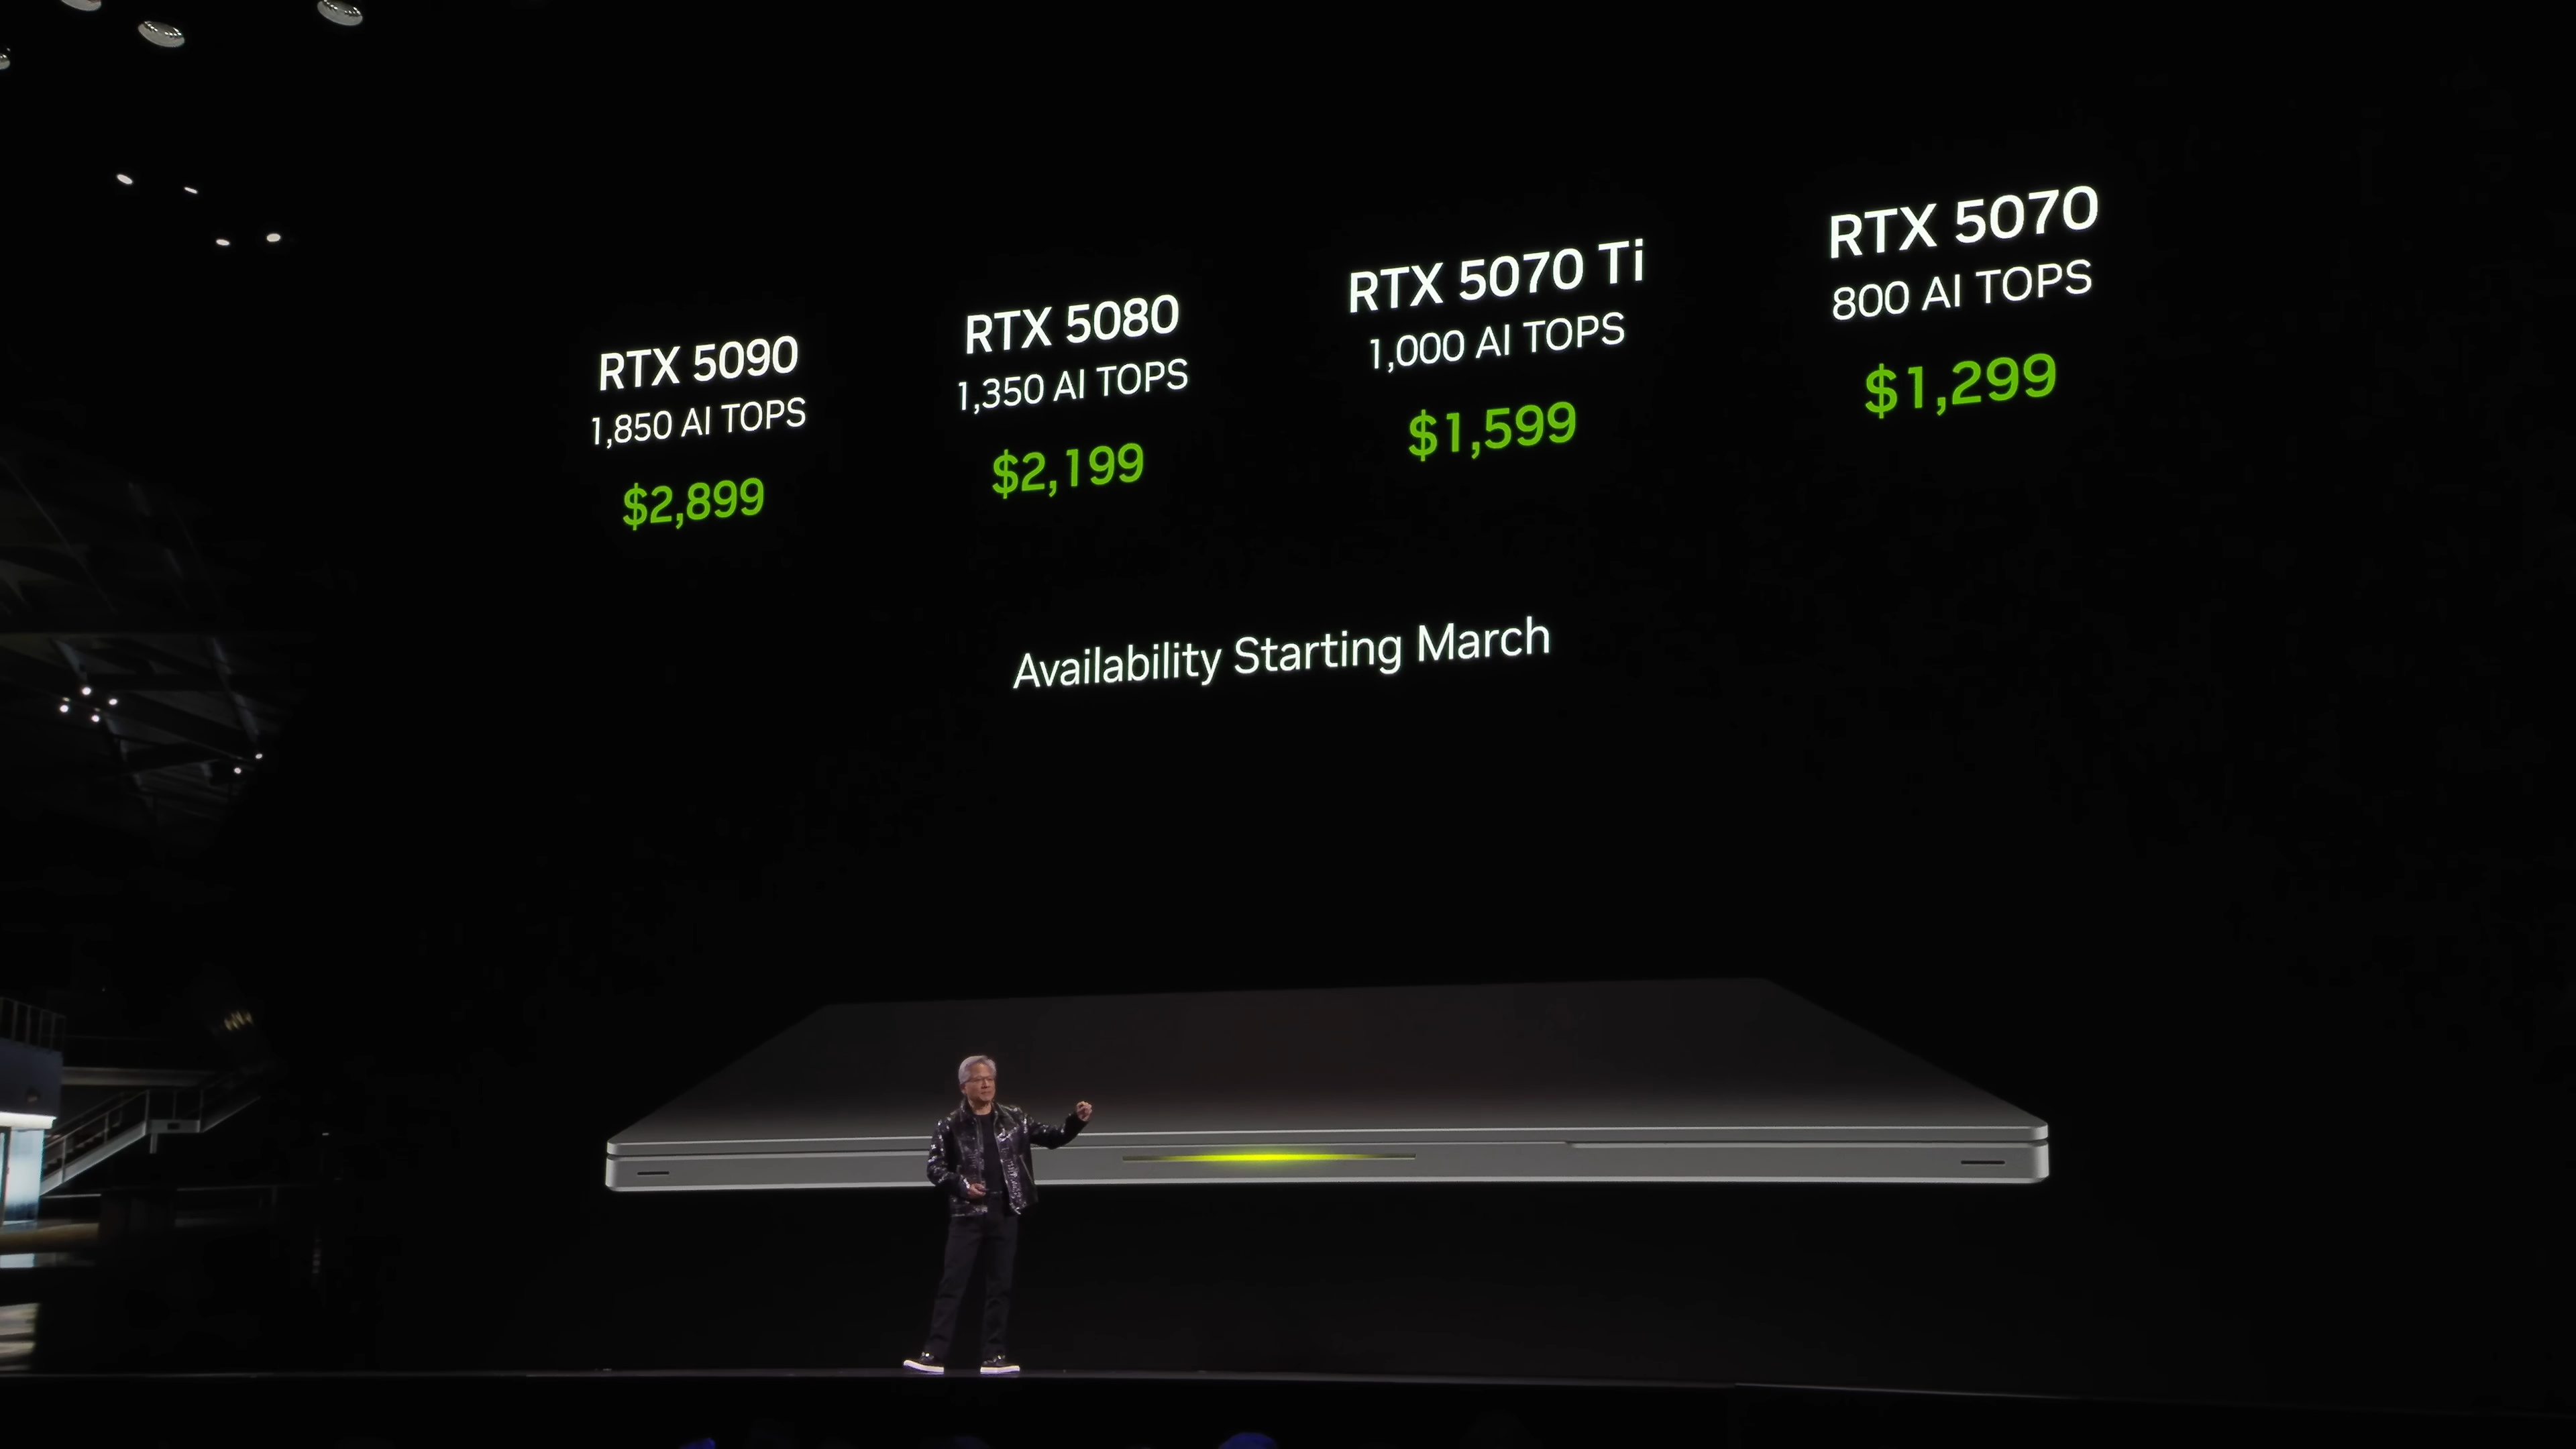 RTX 5090
1,850 AI TOPS
$2,899
RTX 5080
1,350 AI TOPS
$2,199
RTX 5070 Ti
1,000 AI TOPS
$1,599
RTX 5070
800 AI TOPS
$1,299
Availability Starting March